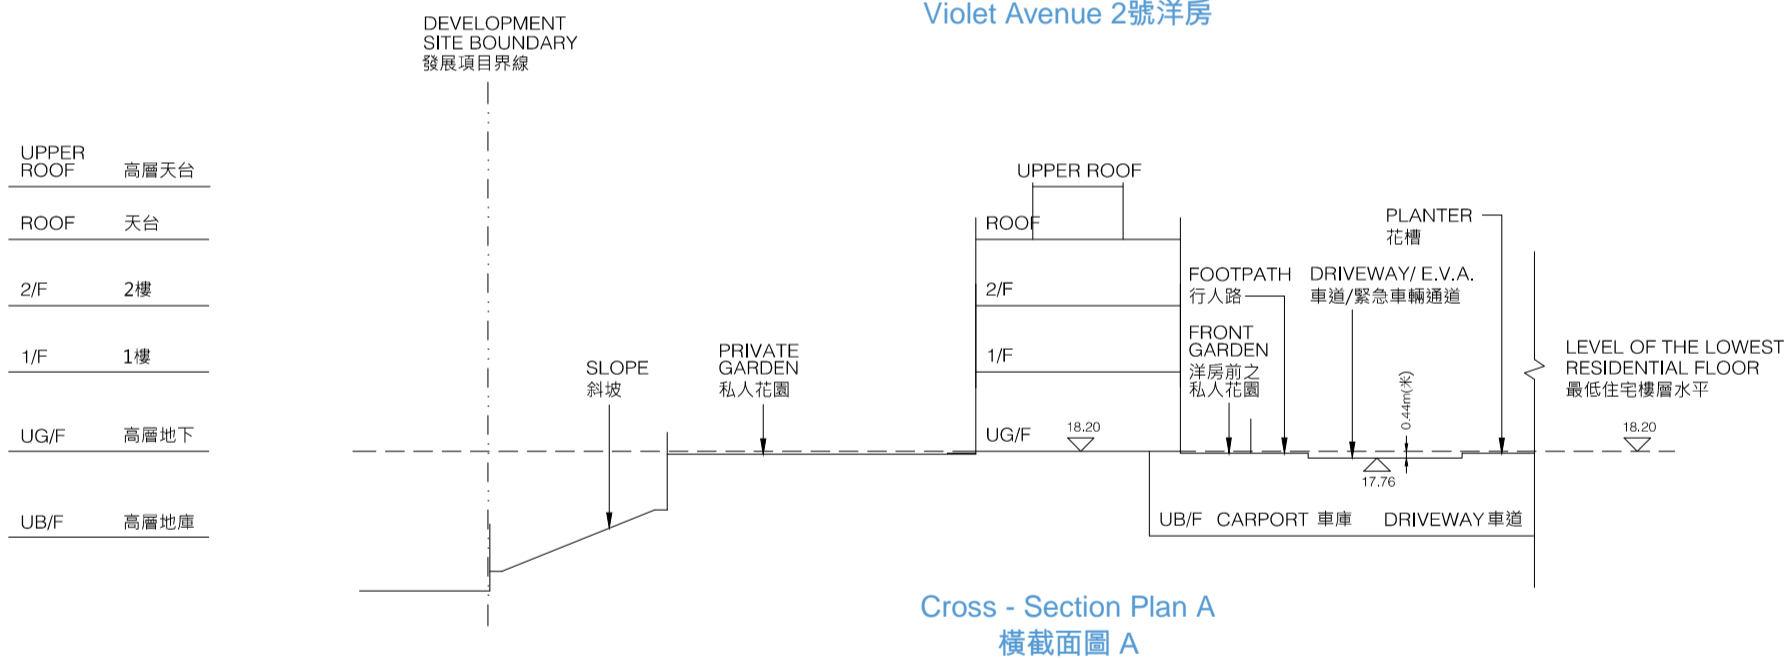 Violet Avenue 2號洋房
DEVELOPMENT
SITE BOUNDARY
發展項目界線
UPPER
ROOF 高層天台
ROOF 天台
2/F 2樓
1/F 1樓
UG/F 高層地下
UB/F 高層地庫
SLOPE
斜坡
PRIVATE
GARDEN
私人花園
UPPER ROOF
ROOF
2/F
1/F
UG/F
18.20
FOOTPATH
行人路
FRONT
GARDEN
洋房前之
私人花園
DRIVEWAY/ E.V.A.
車道/緊急車輛通道
PLANTER
花槽
0.44m(米)
17.76
UB/F CARPORT 車庫 DRIVEWAY 車道
LEVEL OF THE LOWEST
RESIDENTIAL FLOOR
最低住宅樓層水平
18.20
Cross - Section Plan A
橫截面圖 A